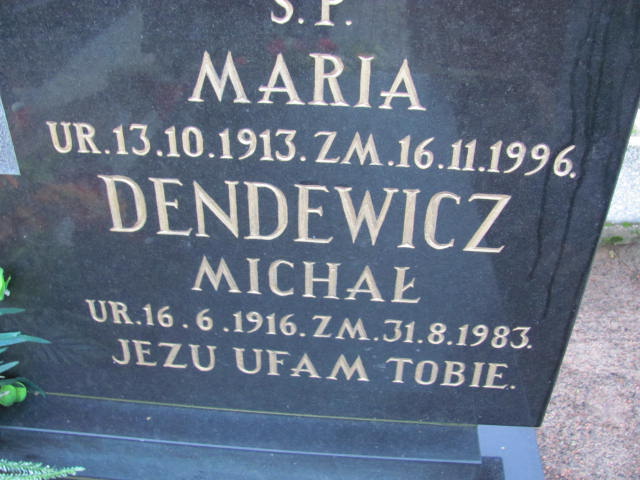 Ś.P.
MARIA
UR.13.10.1913. ZM.16.11.1996.
DENDEWICZ
MICHAŁ
UR.16.6.1916. ZM.31.8.1983.
JEZU UFAM TOBIE.